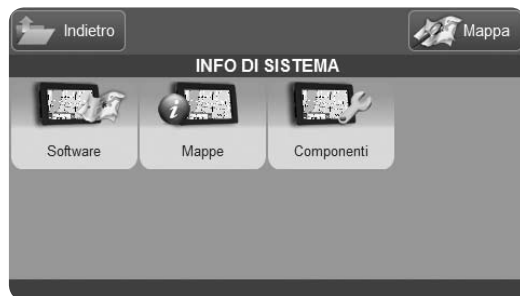 Indietro
Mappa
INFO DI SISTEMA
Software
Mappe
Componenti